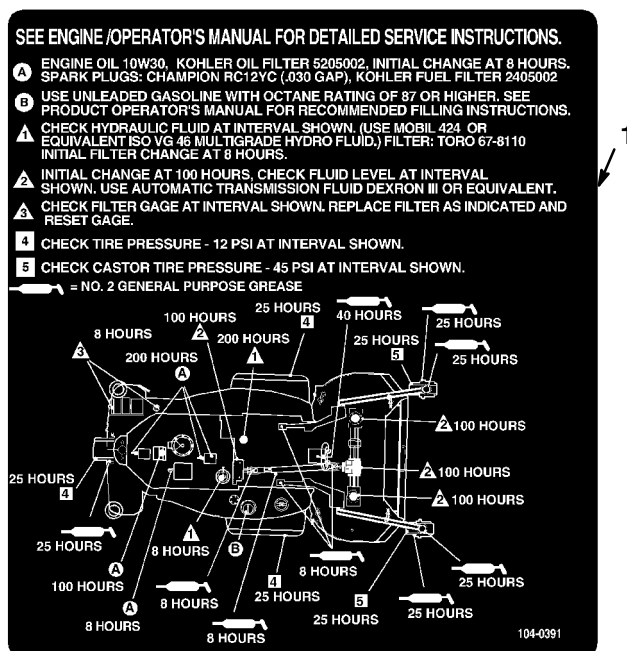 SEE ENGINE/OPERATOR'S MANUAL FOR DETAILED SERVICE INSTRUCTIONS.
A ENGINE OIL 10W30, KOHLER OIL FILTER 5205002, INITIAL CHANGE AT 8 HOURS.
SPARK PLUGS: CHAMPION RC12YC (.030 GAP), KOHLER FUEL FILTER 2405002
B USE UNLEADED GASOLINE WITH OCTANE RATING OF 87 OR HIGHER. SEE
PRODUCT OPERATOR'S MANUAL FOR RECOMMENDED FILLING INSTRUCTIONS.
1 CHECK HYDRAULIC FLUID AT INTERVAL SHOWN. (USE MOBIL 424 OR
EQUIVALENT ISO VG 46 MULTIGRADE HYDRO FLUID.) FILTER: TORO 67-8110
INITIAL FILTER CHANGE AT 8 HOURS.
2 INITIAL CHANGE AT 100 HOURS, CHECK FLUID LEVEL AT INTERVAL
SHOWN. USE AUTOMATIC TRANSMISSION FLUID DEXRON III OR EQUIVALENT.
3 CHECK FILTER GAGE AT INTERVAL SHOWN. REPLACE FILTER AS INDICATED AND
RESET GAGE.
4 CHECK TIRE PRESSURE - 12 PSI AT INTERVAL SHOWN.
5 CHECK CASTOR TIRE PRESSURE - 45 PSI AT INTERVAL SHOWN.
= NO. 2 GENERAL PURPOSE GREASE
1
25 HOURS
4
40 HOURS
25 HOURS
100 HOURS
2
8 HOURS
3
200 HOURS
1
25 HOURS
5
25 HOURS
200 HOURS
A
2 100 HOURS
2 100 HOURS
2 100 HOURS
25 HOURS
4
25 HOURS
1
8 HOURS
B
8 HOURS
100 HOURS
A
8 HOURS
A
8 HOURS
8 HOURS
4
25 HOURS
5
25 HOURS
25 HOURS
25 HOURS
104-0391